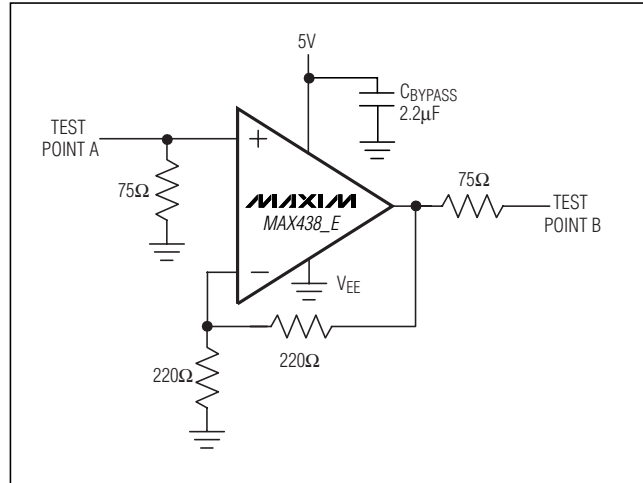 5V
CBYPASS
2.2µF
TEST
POINT A
+
75Ω
MAXIM
MAX438_E
75Ω
TEST
POINT B
−
VEE
220Ω
220Ω